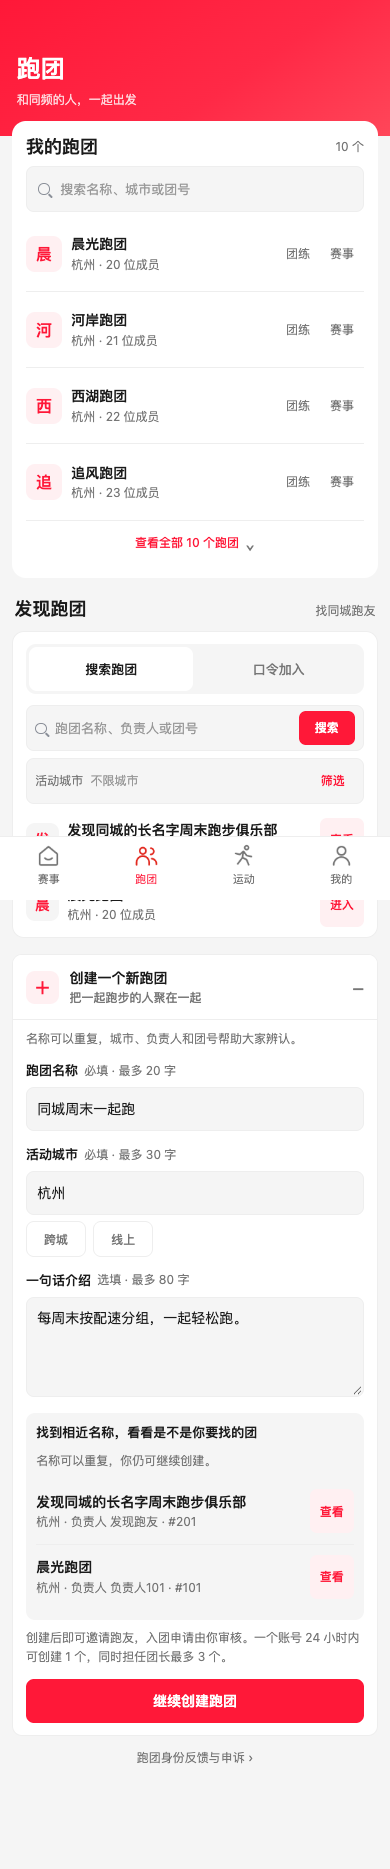 跑团
和同频的人，一起出发
我的跑团
10 个
搜索名称、城市或团号
晨
晨光跑团
杭州 · 20 位成员
团练
赛事
河
河岸跑团
杭州 · 21 位成员
团练
赛事
西
西湖跑团
杭州 · 22 位成员
团练
赛事
追
追风跑团
杭州 · 23 位成员
团练
赛事
查看全部 10 个跑团
发现跑团
找同城跑友
搜索跑团
口令加入
跑团名称、负责人或团号
搜索
活动城市 不限城市
筛选
发现同城的长名字周末跑步俱乐部
赛事
跑团
运动
我的
晨
杭州 · 20 位成员
进入
创建一个新跑团
把一起跑步的人聚在一起
名称可以重复，城市、负责人和团号帮助大家辨认。
跑团名称 必填 · 最多 20 字
同城周末一起跑
活动城市 必填 · 最多 30 字
杭州
跨城
线上
一句话介绍 选填 · 最多 80 字
每周末按配速分组，一起轻松跑。
找到相近名称，看看是不是你要找的团
名称可以重复，你仍可继续创建。
发现同城的长名字周末跑步俱乐部
杭州 · 负责人 发现跑友 · #201
查看
晨光跑团
杭州 · 负责人 负责人101 · #101
查看
创建后即可邀请跑友，入团申请由你审核。一个账号 24 小时内
可创建 1 个，同时担任团长最多 3 个。
继续创建跑团
跑团身份反馈与申诉 ›